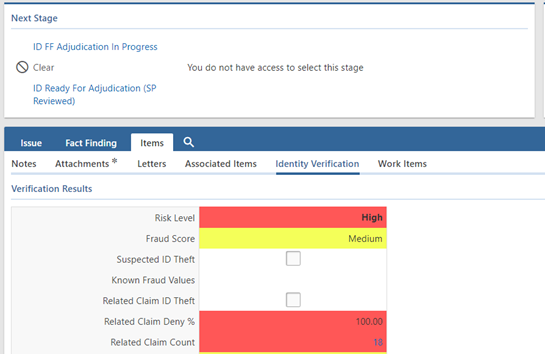 Next Stage
ID FF Adjudication In Progress
Clear You do not have access to select this stage
ID Ready For Adjudication (SP
Reviewed)
Issue Fact Finding Items
Notes Attachments * Letters Associated Items Identity Verification Work Items
Verification Results
Risk Level High
Fraud Score Medium
Suspected ID Theft
Known Fraud Values
Related Claim ID Theft
Related Claim Deny % 100.00
Related Claim Count 18